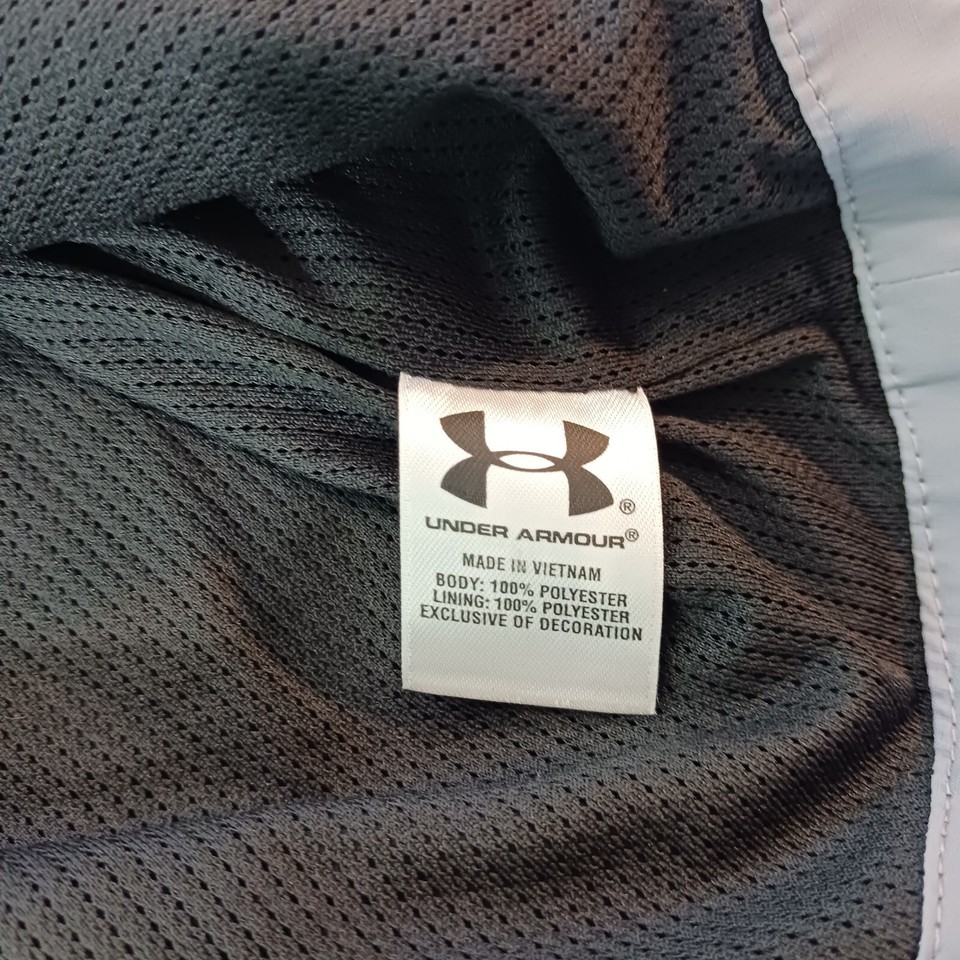 ®
UNDER ARMOUR®
MADE IN VIETNAM
BODY: 100% POLYESTER
LINING: 100% POLYESTER
EXCLUSIVE OF DECORATION